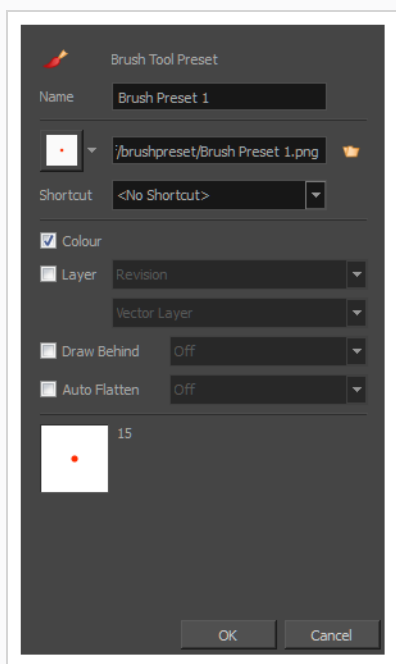 Brush Tool Preset
Name Brush Preset 1
/brushpreset/Brush Preset 1.png
Shortcut <No Shortcut>
Colour
Layer Revision
Vector Layer
Draw Behind Off
Auto Flatten Off
15
OK Cancel